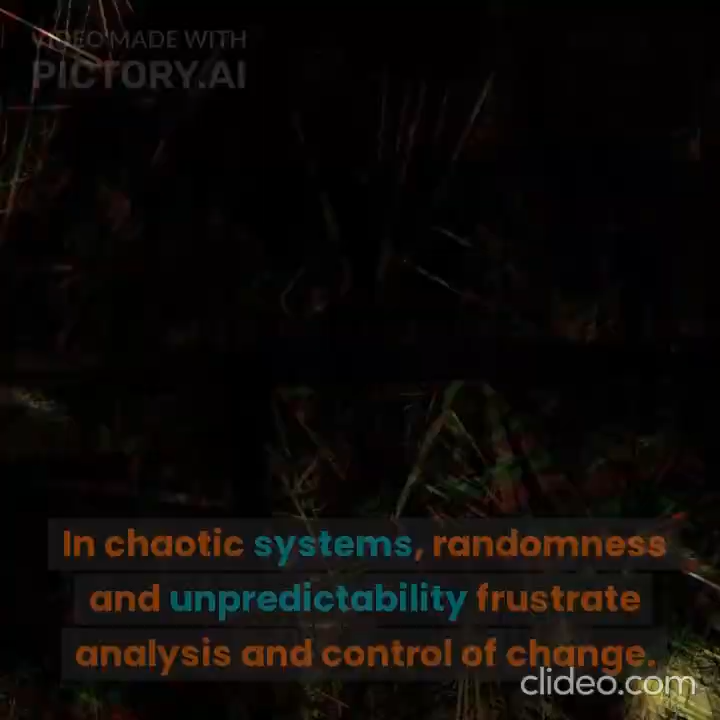 VIDEO MADE WITH
PICTORY.AI
In chaotic systems, randomness
and unpredictability frustrate
analysis and control of change.
clideo.com